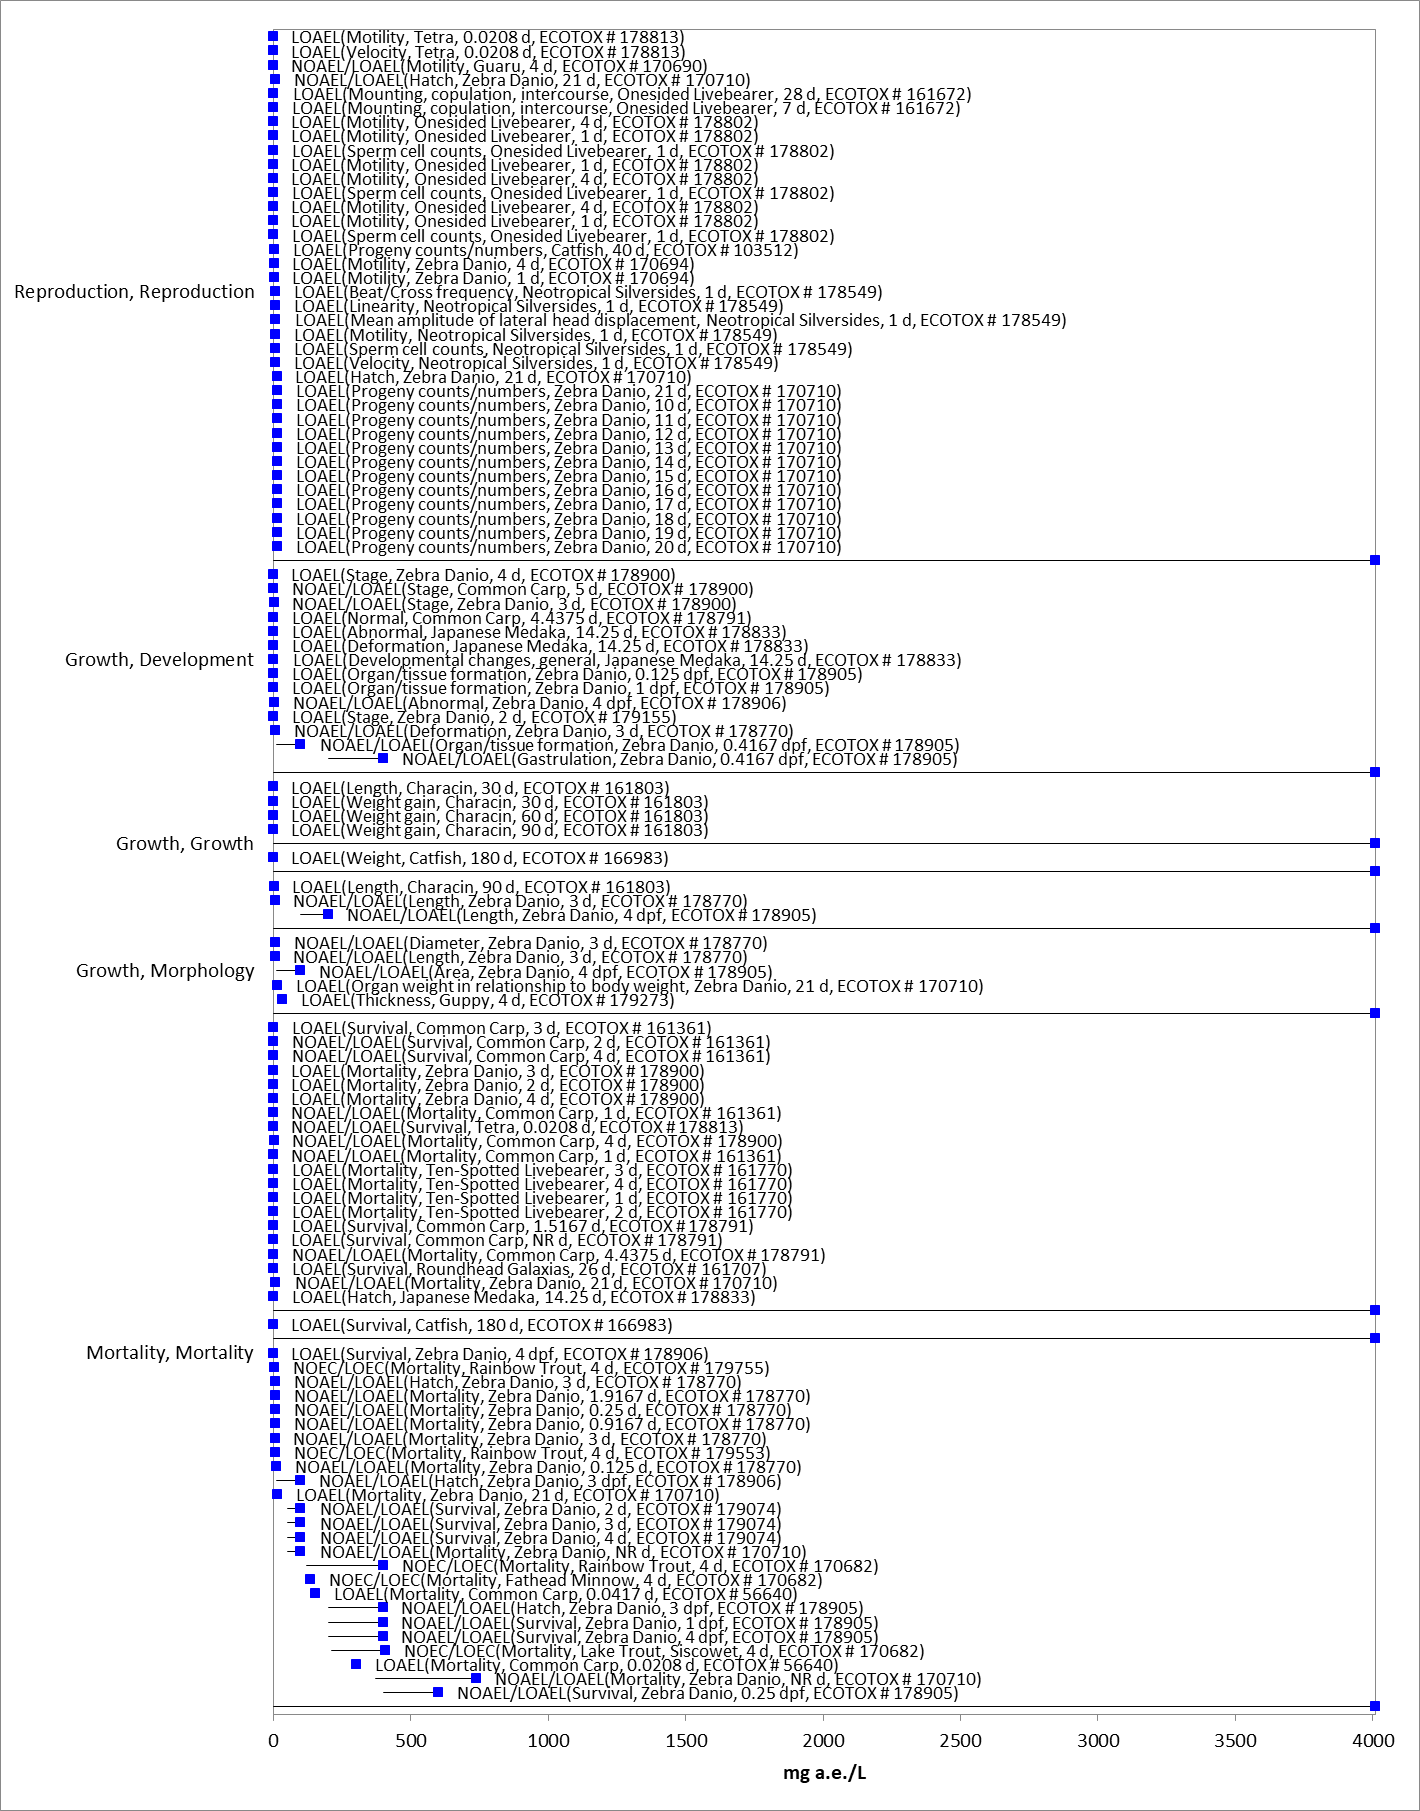 LOAEL(Motility, Tetra, 0.0208 d, ECOTOX # 178813)
LOAEL(Velocity, Tetra, 0.0208 d, ECOTOX # 178813)
NOAEL/LOAEL(Motility, Guaru, 4 d, ECOTOX # 170690)
NOAEL/LOAEL(Hatch, Zebra Danio, 21 d, ECOTOX # 170710)
LOAEL(Mounting, copulation, intercourse, Onesided Livebearer, 28 d, ECOTOX # 161672)
LOAEL(Mounting, copulation, intercourse, Onesided Livebearer, 7 d, ECOTOX # 161672)
LOAEL(Motility, Onesided Livebearer, 4 d, ECOTOX # 178802)
LOAEL(Motility, Onesided Livebearer, 1 d, ECOTOX # 178802)
LOAEL(Sperm cell counts, Onesided Livebearer, 1 d, ECOTOX # 178802)
LOAEL(Motility, Onesided Livebearer, 1 d, ECOTOX # 178802)
LOAEL(Motility, Onesided Livebearer, 4 d, ECOTOX # 178802)
LOAEL(Sperm cell counts, Onesided Livebearer, 1 d, ECOTOX # 178802)
LOAEL(Motility, Onesided Livebearer, 4 d, ECOTOX # 178802)
LOAEL(Motility, Onesided Livebearer, 1 d, ECOTOX # 178802)
LOAEL(Sperm cell counts, Onesided Livebearer, 1 d, ECOTOX # 178802)
LOAEL(Progeny counts/numbers, Catfish, 40 d, ECOTOX # 103512)
LOAEL(Motility, Zebra Danio, 4 d, ECOTOX # 170694)
LOAEL(Motility, Zebra Danio, 1 d, ECOTOX # 170694)
Reproduction, Reproduction
LOAEL(Beat/Cross frequency, Neotropical Silversides, 1 d, ECOTOX # 178549)
LOAEL(Linearity, Neotropical Silversides, 1 d, ECOTOX # 178549)
LOAEL(Mean amplitude of lateral head displacement, Neotropical Silversides, 1 d, ECOTOX # 178549)
LOAEL(Motility, Neotropical Silversides, 1 d, ECOTOX # 178549)
LOAEL(Sperm cell counts, Neotropical Silversides, 1 d, ECOTOX # 178549)
LOAEL(Velocity, Neotropical Silversides, 1 d, ECOTOX # 178549)
LOAEL(Hatch, Zebra Danio, 21 d, ECOTOX # 170710)
LOAEL(Progeny counts/numbers, Zebra Danio, 21 d, ECOTOX # 170710)
LOAEL(Progeny counts/numbers, Zebra Danio, 10 d, ECOTOX # 170710)
LOAEL(Progeny counts/numbers, Zebra Danio, 11 d, ECOTOX # 170710)
LOAEL(Progeny counts/numbers, Zebra Danio, 12 d, ECOTOX # 170710)
LOAEL(Progeny counts/numbers, Zebra Danio, 13 d, ECOTOX # 170710)
LOAEL(Progeny counts/numbers, Zebra Danio, 14 d, ECOTOX # 170710)
LOAEL(Progeny counts/numbers, Zebra Danio, 15 d, ECOTOX # 170710)
LOAEL(Progeny counts/numbers, Zebra Danio, 16 d, ECOTOX # 170710)
LOAEL(Progeny counts/numbers, Zebra Danio, 17 d, ECOTOX # 170710)
LOAEL(Progeny counts/numbers, Zebra Danio, 18 d, ECOTOX # 170710)
LOAEL(Progeny counts/numbers, Zebra Danio, 19 d, ECOTOX # 170710)
LOAEL(Progeny counts/numbers, Zebra Danio, 20 d, ECOTOX # 170710)
LOAEL(Stage, Zebra Danio, 4 d, ECOTOX # 178900)
NOAEL/LOAEL(Stage, Common Carp, 5 d, ECOTOX # 178900)
NOAEL/LOAEL(Stage, Zebra Danio, 3 d, ECOTOX # 178900)
LOAEL(Normal, Common Carp, 4.4375 d, ECOTOX # 178791)
LOAEL(Abnormal, Japanese Medaka, 14.25 d, ECOTOX # 178833)
LOAEL(Deformation, Japanese Medaka, 14.25 d, ECOTOX # 178833)
Growth, Development
LOAEL(Developmental changes, general, Japanese Medaka, 14.25 d, ECOTOX # 178833)
LOAEL(Organ/tissue formation, Zebra Danio, 0.125 dpf, ECOTOX # 178905)
LOAEL(Organ/tissue formation, Zebra Danio, 1 dpf, ECOTOX # 178905)
NOAEL/LOAEL(Abnormal, Zebra Danio, 4 dpf, ECOTOX # 178906)
LOAEL(Stage, Zebra Danio, 2 d, ECOTOX # 179155)
NOAEL/LOAEL(Deformation, Zebra Danio, 3 d, ECOTOX # 178770)
NOAEL/LOAEL(Organ/tissue formation, Zebra Danio, 0.4167 dpf, ECOTOX # 178905)
NOAEL/LOAEL(Gastrulation, Zebra Danio, 0.4167 dpf, ECOTOX # 178905)
LOAEL(Length, Characin, 30 d, ECOTOX # 161803)
LOAEL(Weight gain, Characin, 30 d, ECOTOX # 161803)
LOAEL(Weight gain, Characin, 60 d, ECOTOX # 161803)
LOAEL(Weight gain, Characin, 90 d, ECOTOX # 161803)
Growth, Growth
LOAEL(Weight, Catfish, 180 d, ECOTOX # 166983)
LOAEL(Length, Characin, 90 d, ECOTOX # 161803)
NOAEL/LOAEL(Length, Zebra Danio, 3 d, ECOTOX # 178770)
NOAEL/LOAEL(Length, Zebra Danio, 4 dpf, ECOTOX # 178905)
NOAEL/LOAEL(Diameter, Zebra Danio, 3 d, ECOTOX # 178770)
NOAEL/LOAEL(Length, Zebra Danio, 3 d, ECOTOX # 178770)
Growth, Morphology
NOAEL/LOAEL(Area, Zebra Danio, 4 dpf, ECOTOX # 178905)
LOAEL(Organ weight in relationship to body weight, Zebra Danio, 21 d, ECOTOX # 170710)
LOAEL(Thickness, Guppy, 4 d, ECOTOX # 179273)
LOAEL(Survival, Common Carp, 3 d, ECOTOX # 161361)
NOAEL/LOAEL(Survival, Common Carp, 2 d, ECOTOX # 161361)
NOAEL/LOAEL(Survival, Common Carp, 4 d, ECOTOX # 161361)
LOAEL(Mortality, Zebra Danio, 3 d, ECOTOX # 178900)
LOAEL(Mortality, Zebra Danio, 2 d, ECOTOX # 178900)
LOAEL(Mortality, Zebra Danio, 4 d, ECOTOX # 178900)
NOAEL/LOAEL(Mortality, Common Carp, 1 d, ECOTOX # 161361)
NOAEL/LOAEL(Survival, Tetra, 0.0208 d, ECOTOX # 178813)
NOAEL/LOAEL(Mortality, Common Carp, 4 d, ECOTOX # 178900)
NOAEL/LOAEL(Mortality, Common Carp, 1 d, ECOTOX # 161361)
LOAEL(Mortality, Ten-Spotted Livebearer, 3 d, ECOTOX # 161770)
LOAEL(Mortality, Ten-Spotted Livebearer, 4 d, ECOTOX # 161770)
LOAEL(Mortality, Ten-Spotted Livebearer, 1 d, ECOTOX # 161770)
LOAEL(Mortality, Ten-Spotted Livebearer, 2 d, ECOTOX # 161770)
LOAEL(Survival, Common Carp, 1.5167 d, ECOTOX # 178791)
LOAEL(Survival, Common Carp, NR d, ECOTOX # 178791)
NOAEL/LOAEL(Mortality, Common Carp, 4.4375 d, ECOTOX # 178791)
LOAEL(Survival, Roundhead Galaxias, 26 d, ECOTOX # 161707)
NOAEL/LOAEL(Mortality, Zebra Danio, 21 d, ECOTOX # 170710)
LOAEL(Hatch, Japanese Medaka, 14.25 d, ECOTOX # 178833)
LOAEL(Survival, Catfish, 180 d, ECOTOX # 166983)
Mortality, Mortality
LOAEL(Survival, Zebra Danio, 4 dpf, ECOTOX # 178906)
NOEC/LOEC(Mortality, Rainbow Trout, 4 d, ECOTOX # 179755)
NOAEL/LOAEL(Hatch, Zebra Danio, 3 d, ECOTOX # 178770)
NOAEL/LOAEL(Mortality, Zebra Danio, 1.9167 d, ECOTOX # 178770)
NOAEL/LOAEL(Mortality, Zebra Danio, 0.25 d, ECOTOX # 178770)
NOAEL/LOAEL(Mortality, Zebra Danio, 0.9167 d, ECOTOX # 178770)
NOAEL/LOAEL(Mortality, Zebra Danio, 3 d, ECOTOX # 178770)
NOEC/LOEC(Mortality, Rainbow Trout, 4 d, ECOTOX # 179553)
NOAEL/LOAEL(Mortality, Zebra Danio, 0.125 d, ECOTOX # 178770)
NOAEL/LOAEL(Hatch, Zebra Danio, 3 dpf, ECOTOX # 178906)
LOAEL(Mortality, Zebra Danio, 21 d, ECOTOX # 170710)
NOAEL/LOAEL(Survival, Zebra Danio, 2 d, ECOTOX # 179074)
NOAEL/LOAEL(Survival, Zebra Danio, 3 d, ECOTOX # 179074)
NOAEL/LOAEL(Survival, Zebra Danio, 4 d, ECOTOX # 179074)
NOAEL/LOAEL(Mortality, Zebra Danio, NR d, ECOTOX # 170710)
NOEC/LOEC(Mortality, Rainbow Trout, 4 d, ECOTOX # 170682)
NOEC/LOEC(Mortality, Fathead Minnow, 4 d, ECOTOX # 170682)
LOAEL(Mortality, Common Carp, 0.0417 d, ECOTOX # 56640)
NOAEL/LOAEL(Hatch, Zebra Danio, 3 dpf, ECOTOX # 178905)
NOAEL/LOAEL(Survival, Zebra Danio, 1 dpf, ECOTOX # 178905)
NOAEL/LOAEL(Survival, Zebra Danio, 4 dpf, ECOTOX # 178905)
NOEC/LOEC(Mortality, Lake Trout, Siscowet, 4 d, ECOTOX # 170682)
LOAEL(Mortality, Common Carp, 0.0208 d, ECOTOX # 56640)
NOAEL/LOAEL(Mortality, Zebra Danio, NR d, ECOTOX # 170710)
NOAEL/LOAEL(Survival, Zebra Danio, 0.25 dpf, ECOTOX # 178905)
0 500 1000 1500 2000 2500 3000 3500 4000
mg a.e./L